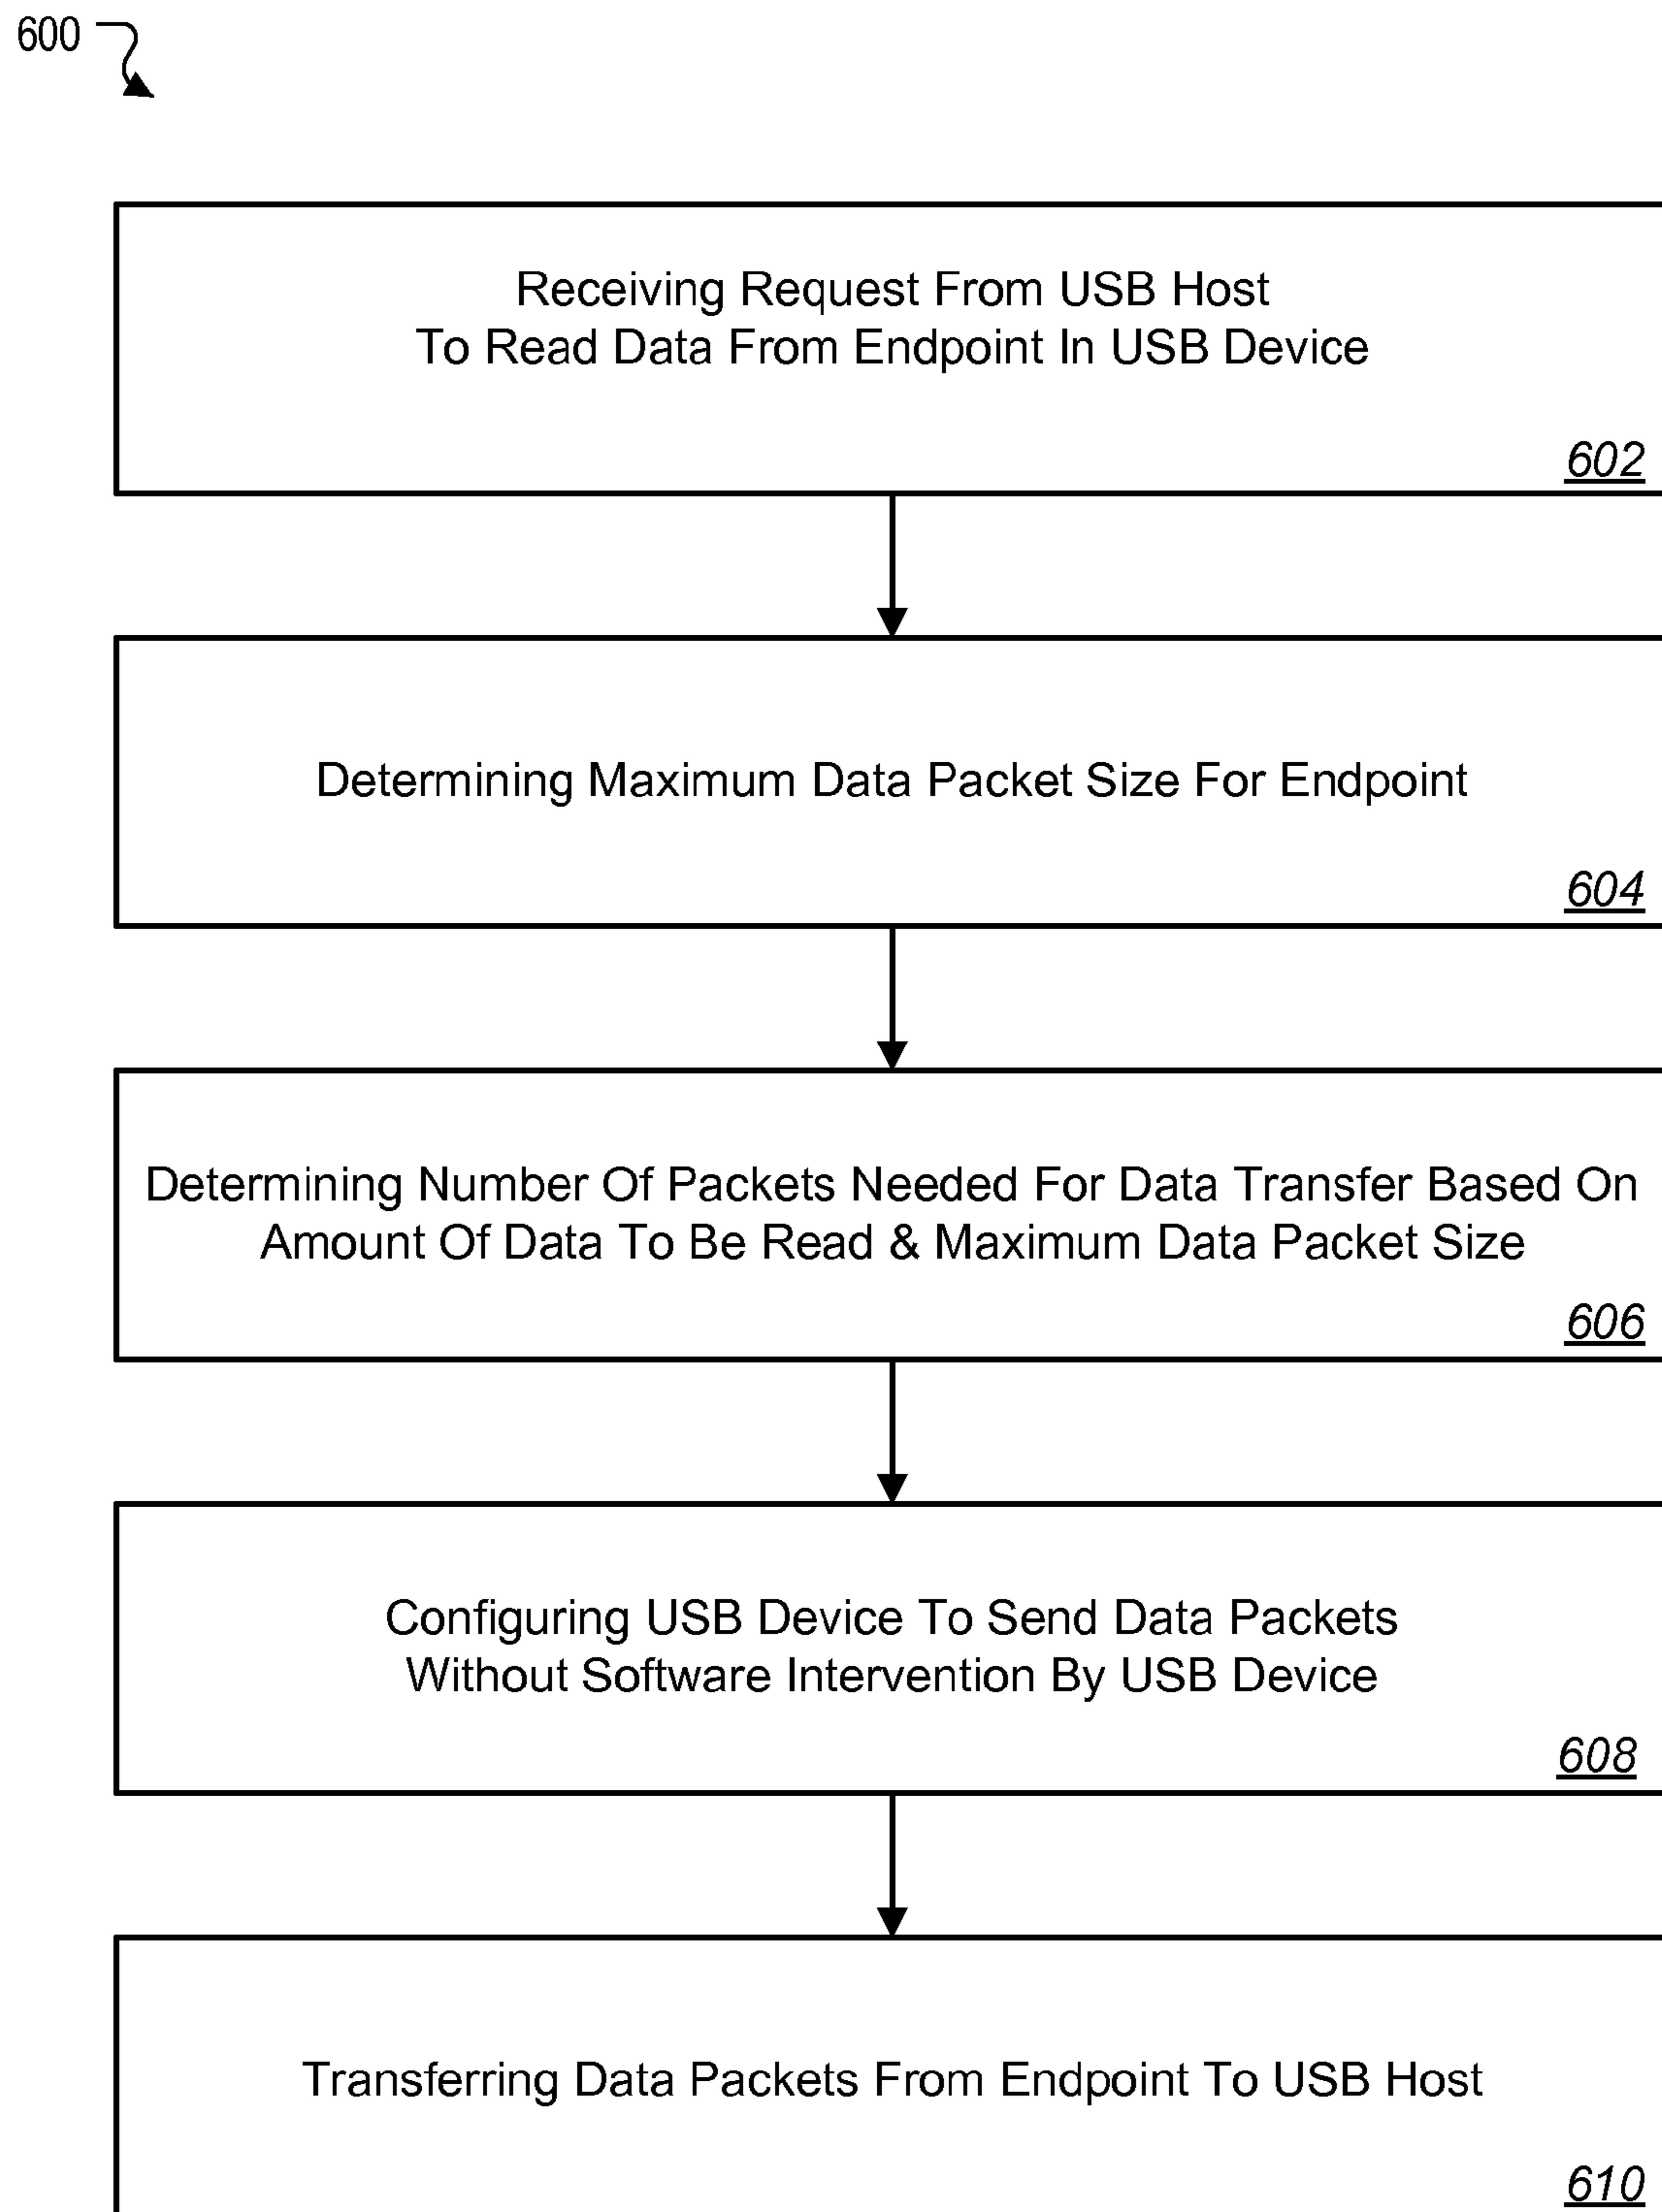 600
Receiving Request From USB Host
To Read Data From Endpoint In USB Device
602
Determining Maximum Data Packet Size For Endpoint
604
Determining Number Of Packets Needed For Data Transfer Based On
Amount Of Data To Be Read & Maximum Data Packet Size
606
Configuring USB Device To Send Data Packets
Without Software Intervention By USB Device
608
Transferring Data Packets From Endpoint To USB Host
610